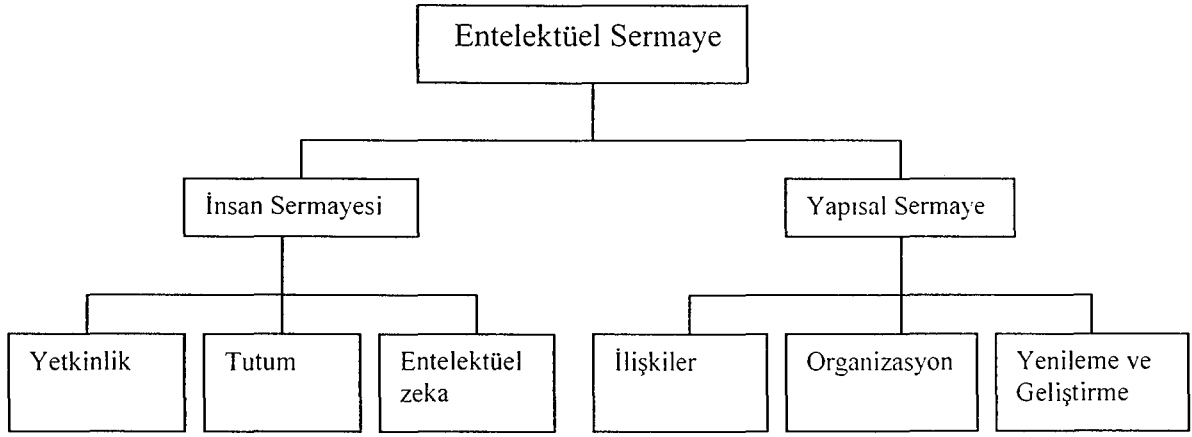 Entelektüel Sermaye
İnsan Sermayesi
Yapısal Sermaye
Yetkinlik
Tutum
Entelektüel
zeka
İlişkiler
Organizasyon
Yenileme ve
Geliştirme